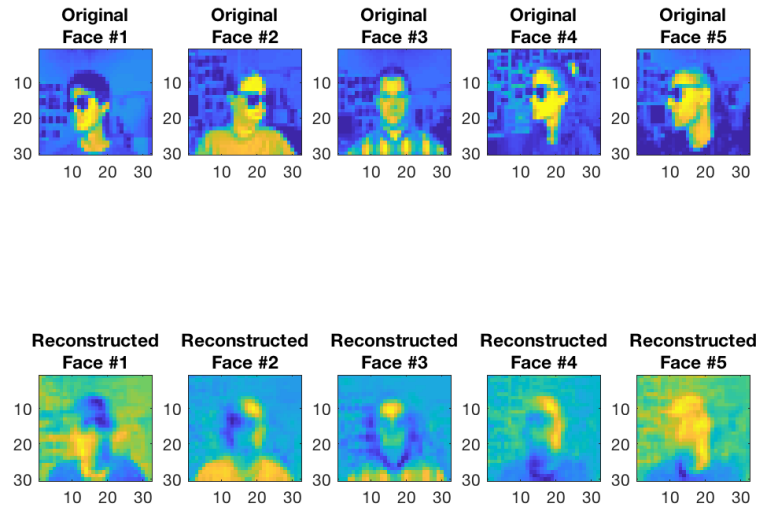 Original Original Original Original Original
Face #1 Face #2 Face #3 Face #4 Face #5
10 10 10 10 10
20 20 20 20 20
30 30 30 30 30
10 20 30 10 20 30 10 20 30 10 20 30 10 20 30
Reconstructed Reconstructed Reconstructed Reconstructed Reconstructed
Face #1 Face #2 Face #3 Face #4 Face #5
10 10 10 10 10
20 20 20 20 20
30 30 30 30 30
10 20 30 10 20 30 10 20 30 10 20 30 10 20 30